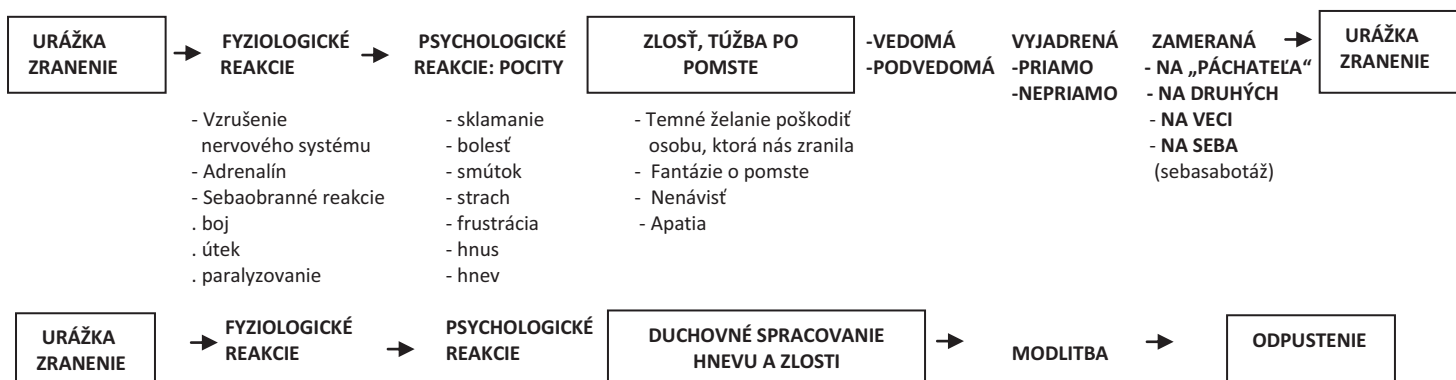 URÁŽKA
ZRANENIE
FYZIOLOGICKÉ
REAKCIE
- Vzrušenie
nervového systému
- Adrenalín
- Sebaobranné reakcie
. boj
. útek
. paralyzovanie
PSYCHOLOGICKÉ
REAKCIE: POCITY
- sklamanie
- bolesť
- smútok
- strach
- frustrácia
- hnus
- hnev
ZLOSŤ, TÚŽBA PO
POMSTE
- Temné želanie poškodiť
osobu, ktorá nás zranila
- Fantázie o pomste
- Nenávisť
- Apatia
-VEDOMÁ
-PODVEDOMÁ
VYJADRENÁ
-PRIAMO
-NEPRIAMO
ZAMERANÁ
- NA „PÁCHATEĽA“
- NA DRUHÝCH
- NA VECI
- NA SEBA
(sebasabotáž)
URÁŽKA
ZRANENIE
URÁŽKA
ZRANENIE
FYZIOLOGICKÉ
REAKCIE
PSYCHOLOGICKÉ
REAKCIE
DUCHOVNÉ SPRACOVANIE
HNEVU A ZLOSTI
MODLITBA
ODPUSTENIE